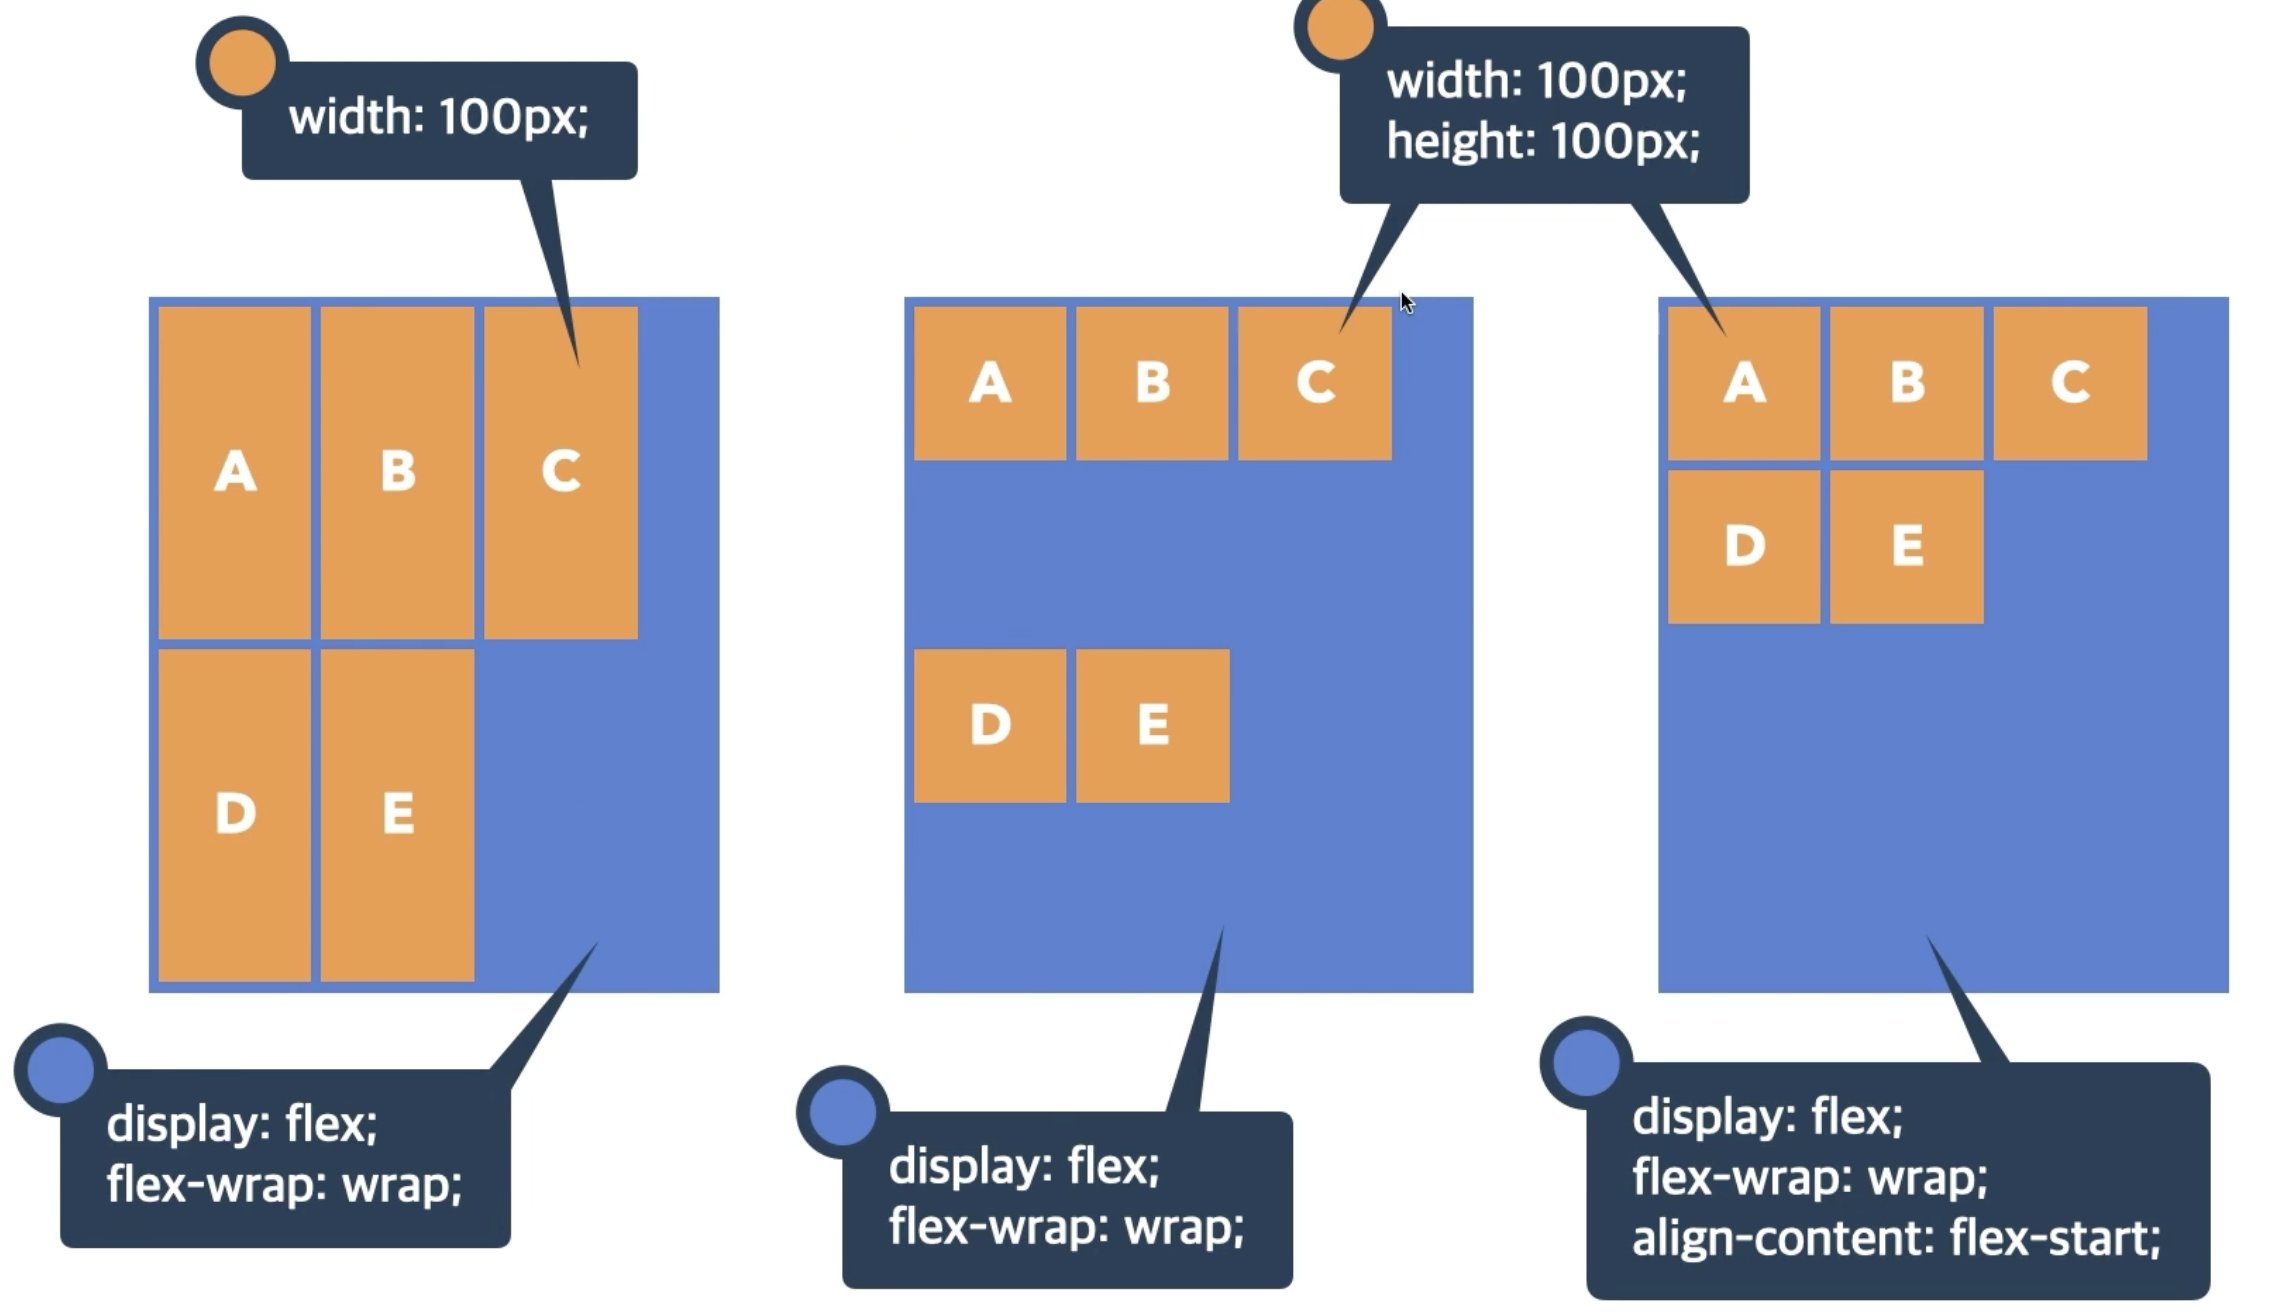 width: 100px;
width: 100px;
height: 100px;
A B C
D E
A B C
D E
A B C
D E
display: flex;
flex-wrap: wrap;
display: flex;
flex-wrap: wrap;
display: flex;
flex-wrap: wrap;
align-content: flex-start;